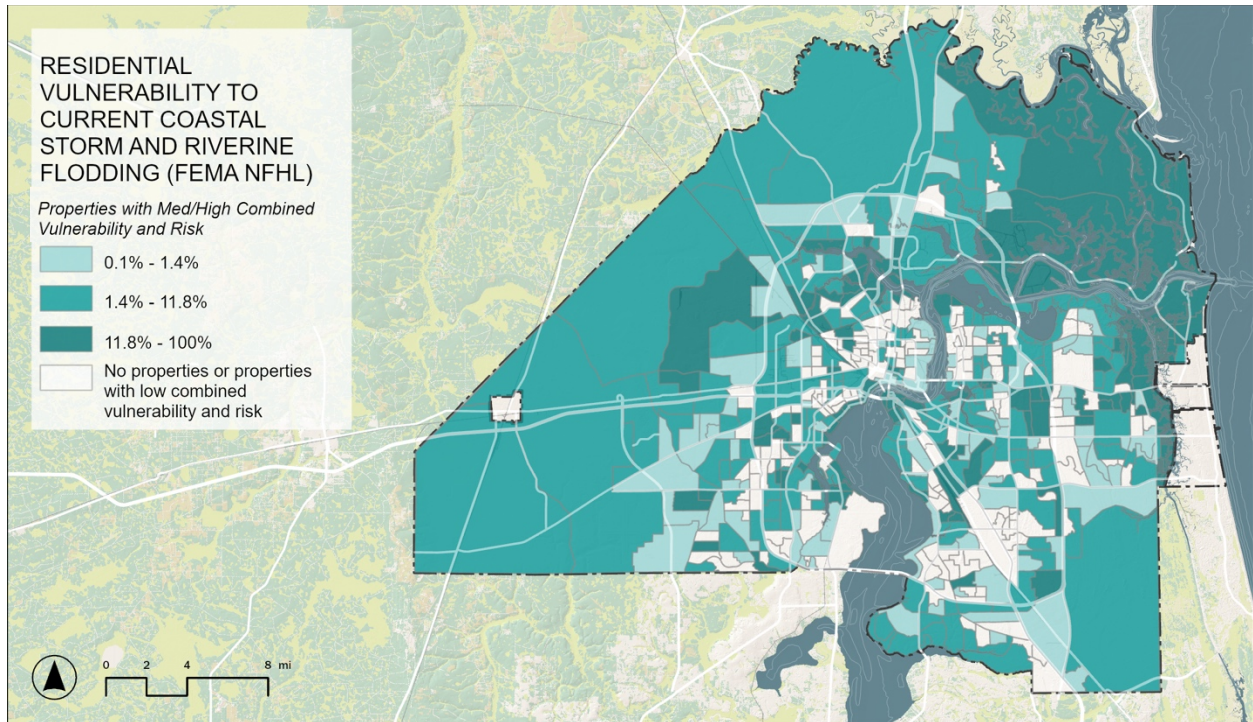 RESIDENTIAL
VULNERABILITY TO
CURRENT COASTAL
STORM AND RIVERINE
FLOODING (FEMA NFHL)
Properties with Med/High Combined
Vulnerability and Risk
0.1% - 1.4%
1.4% - 11.8%
11.8% - 100%
No properties or properties
with low combined
vulnerability and risk
0 2 4 8 mi